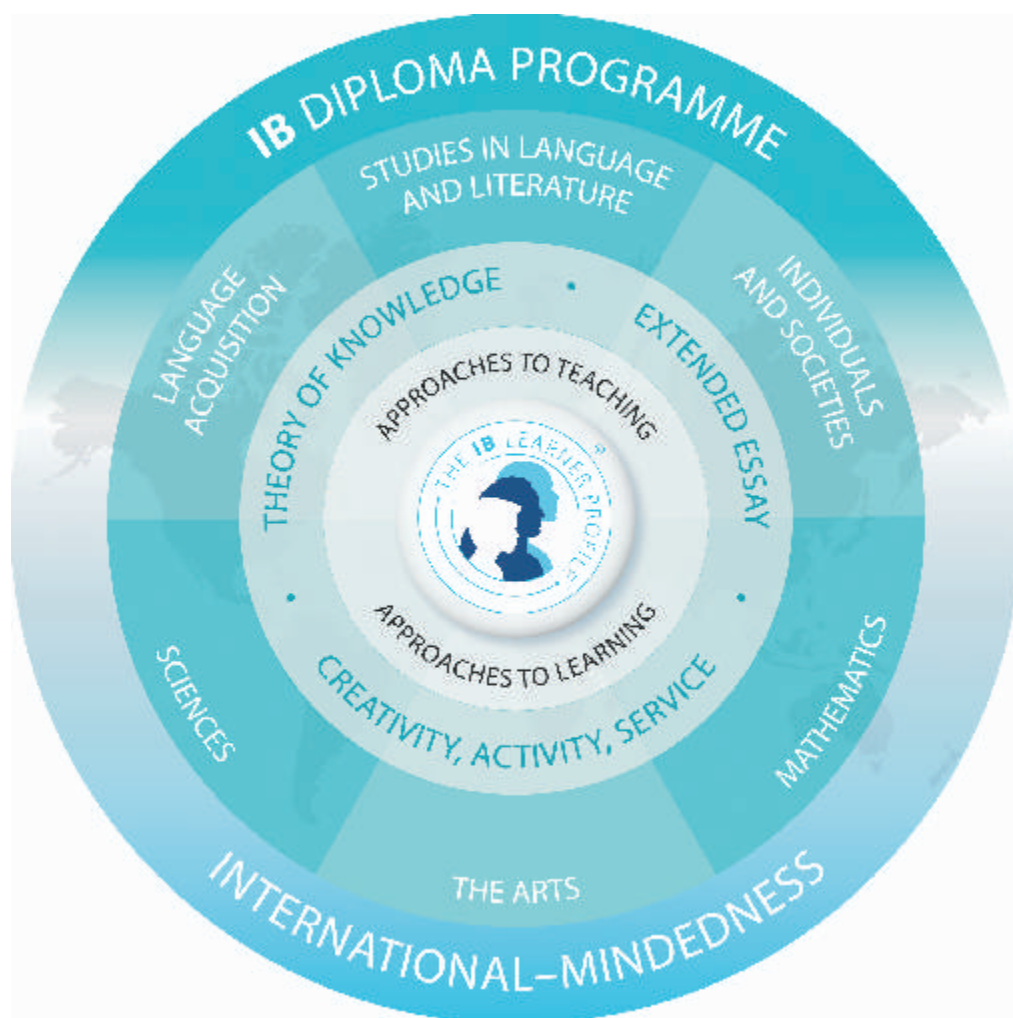 IB DIPLOMA PROGRAMME
STUDIES IN LANGUAGE
AND LITERATURE
LANGUAGE
ACQUISITION
INDIVIDUALS
AND SOCIETIES
THEORY OF KNOWLEDGE
•
EXTENDED ESSAY
APPROACHES TO TEACHING
THE IB LEARNER PROFILE
®
APPROACHES TO LEARNING
•
CREATIVITY, ACTIVITY, SERVICE
•
SCIENCES
MATHEMATICS
THE ARTS
INTERNATIONAL–MINDEDNESS